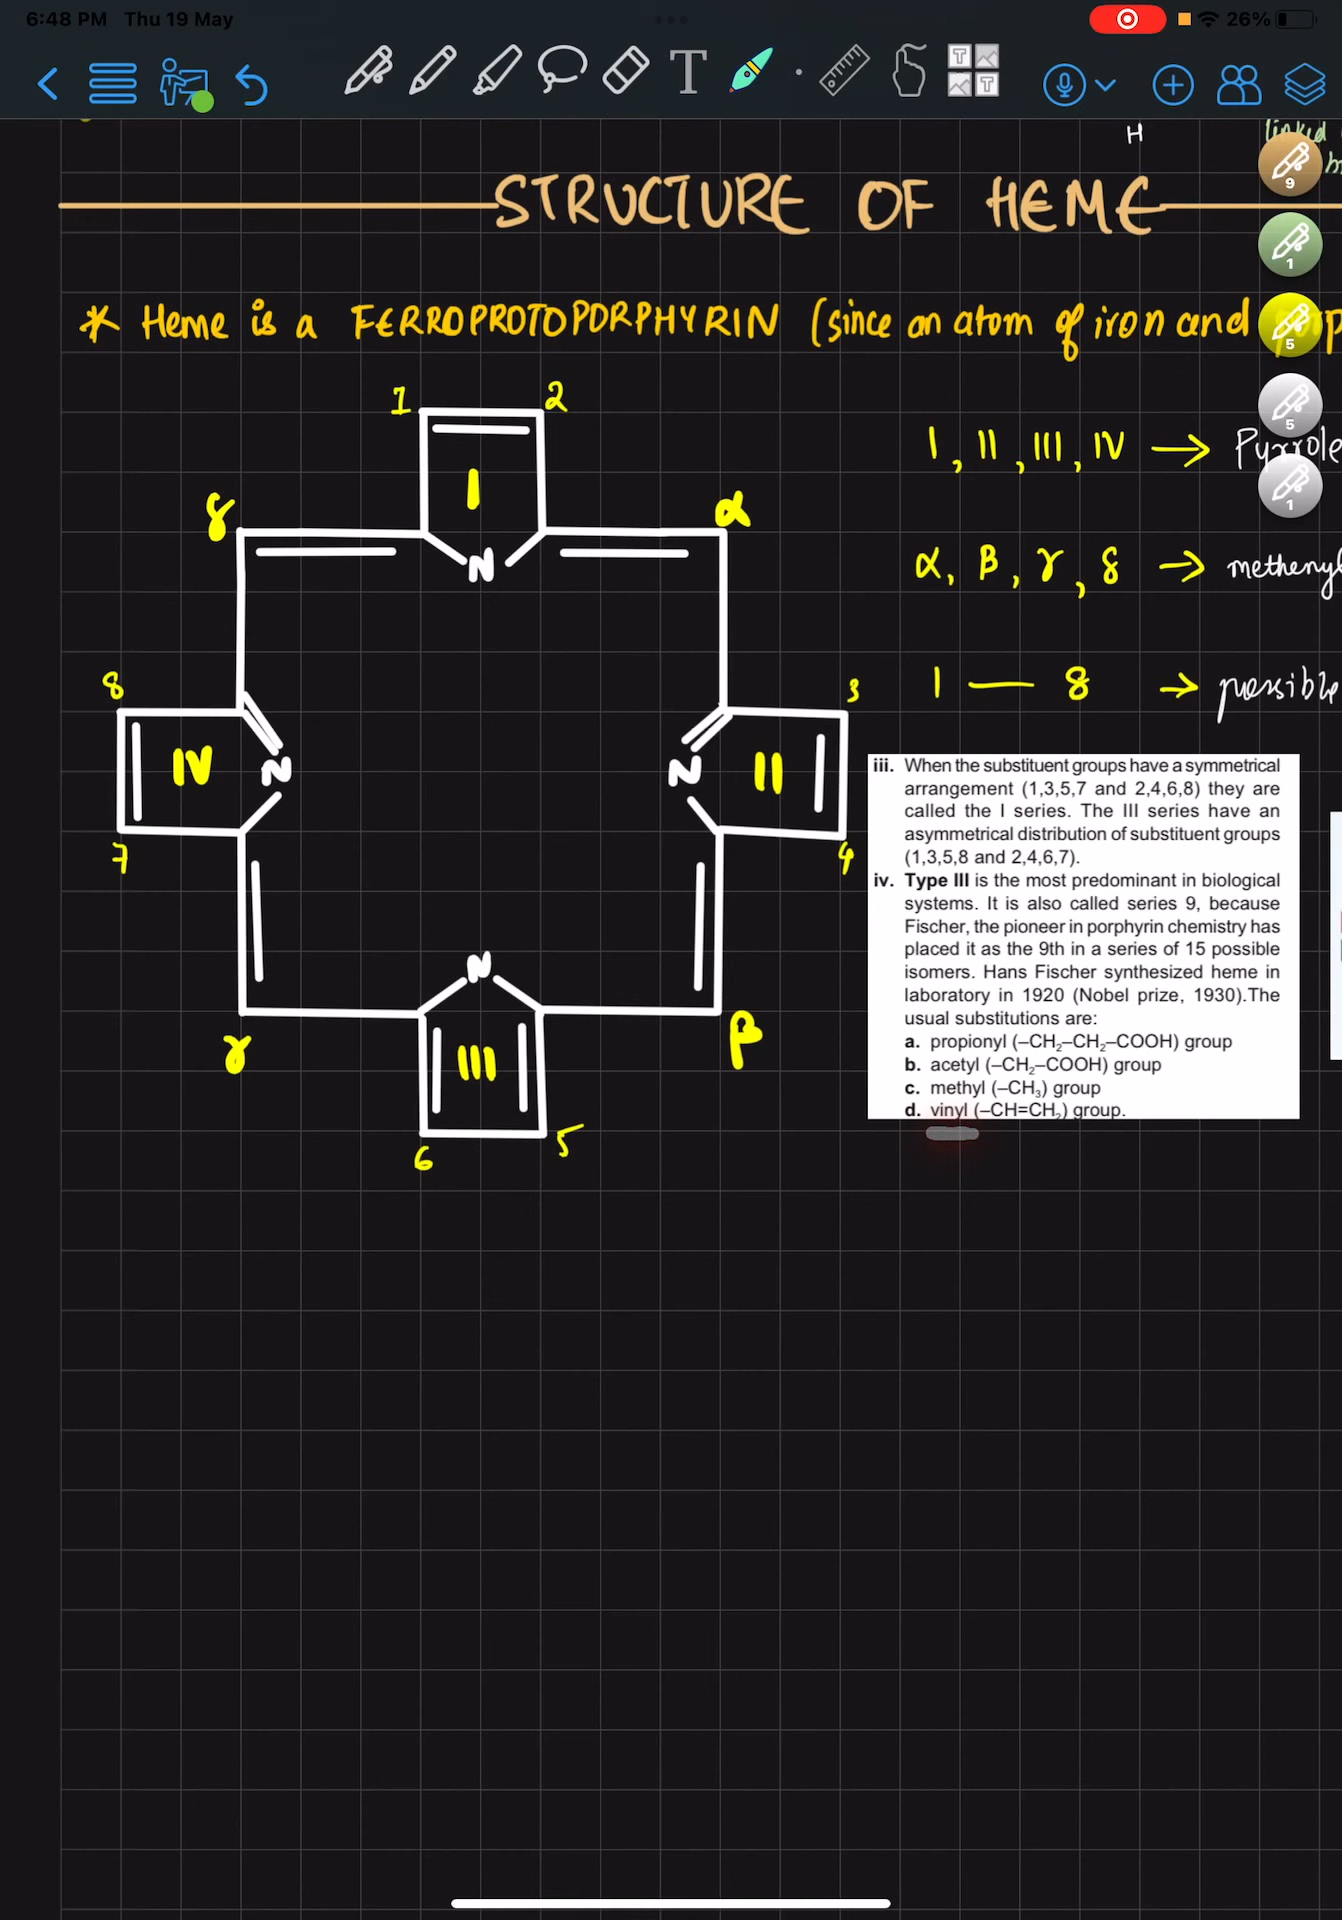 6:48 PM Thu 19 May
26%
T
T
T
H
linked
9
STRUCTURE OF HEME
1
* Heme is a FERROPROTOPORPHYRIN (since an atom of iron and
5
1 2
5
I, II, III, IV → Pyrrole
1
I
δ α
N
α, β, γ, δ → methenyl
8 3
1 — 8 → possible
IV N N II
7 4
iii. When the substituent groups have a symmetrical
arrangement (1,3,5,7 and 2,4,6,8) they are
called the I series. The III series have an
asymmetrical distribution of substituent groups
(1,3,5,8 and 2,4,6,7).
iv. Type III is the most predominant in biological
systems. It is also called series 9, because
Fischer, the pioneer in porphyrin chemistry has
placed it as the 9th in a series of 15 possible
isomers. Hans Fischer synthesized heme in
laboratory in 1920 (Nobel prize, 1930).The
usual substitutions are:
a. propionyl (–CH₂–CH₂–COOH) group
b. acetyl (–CH₂–COOH) group
c. methyl (–CH₃) group
d. vinyl (–CH=CH₂) group.
N
γ β
III
6 5